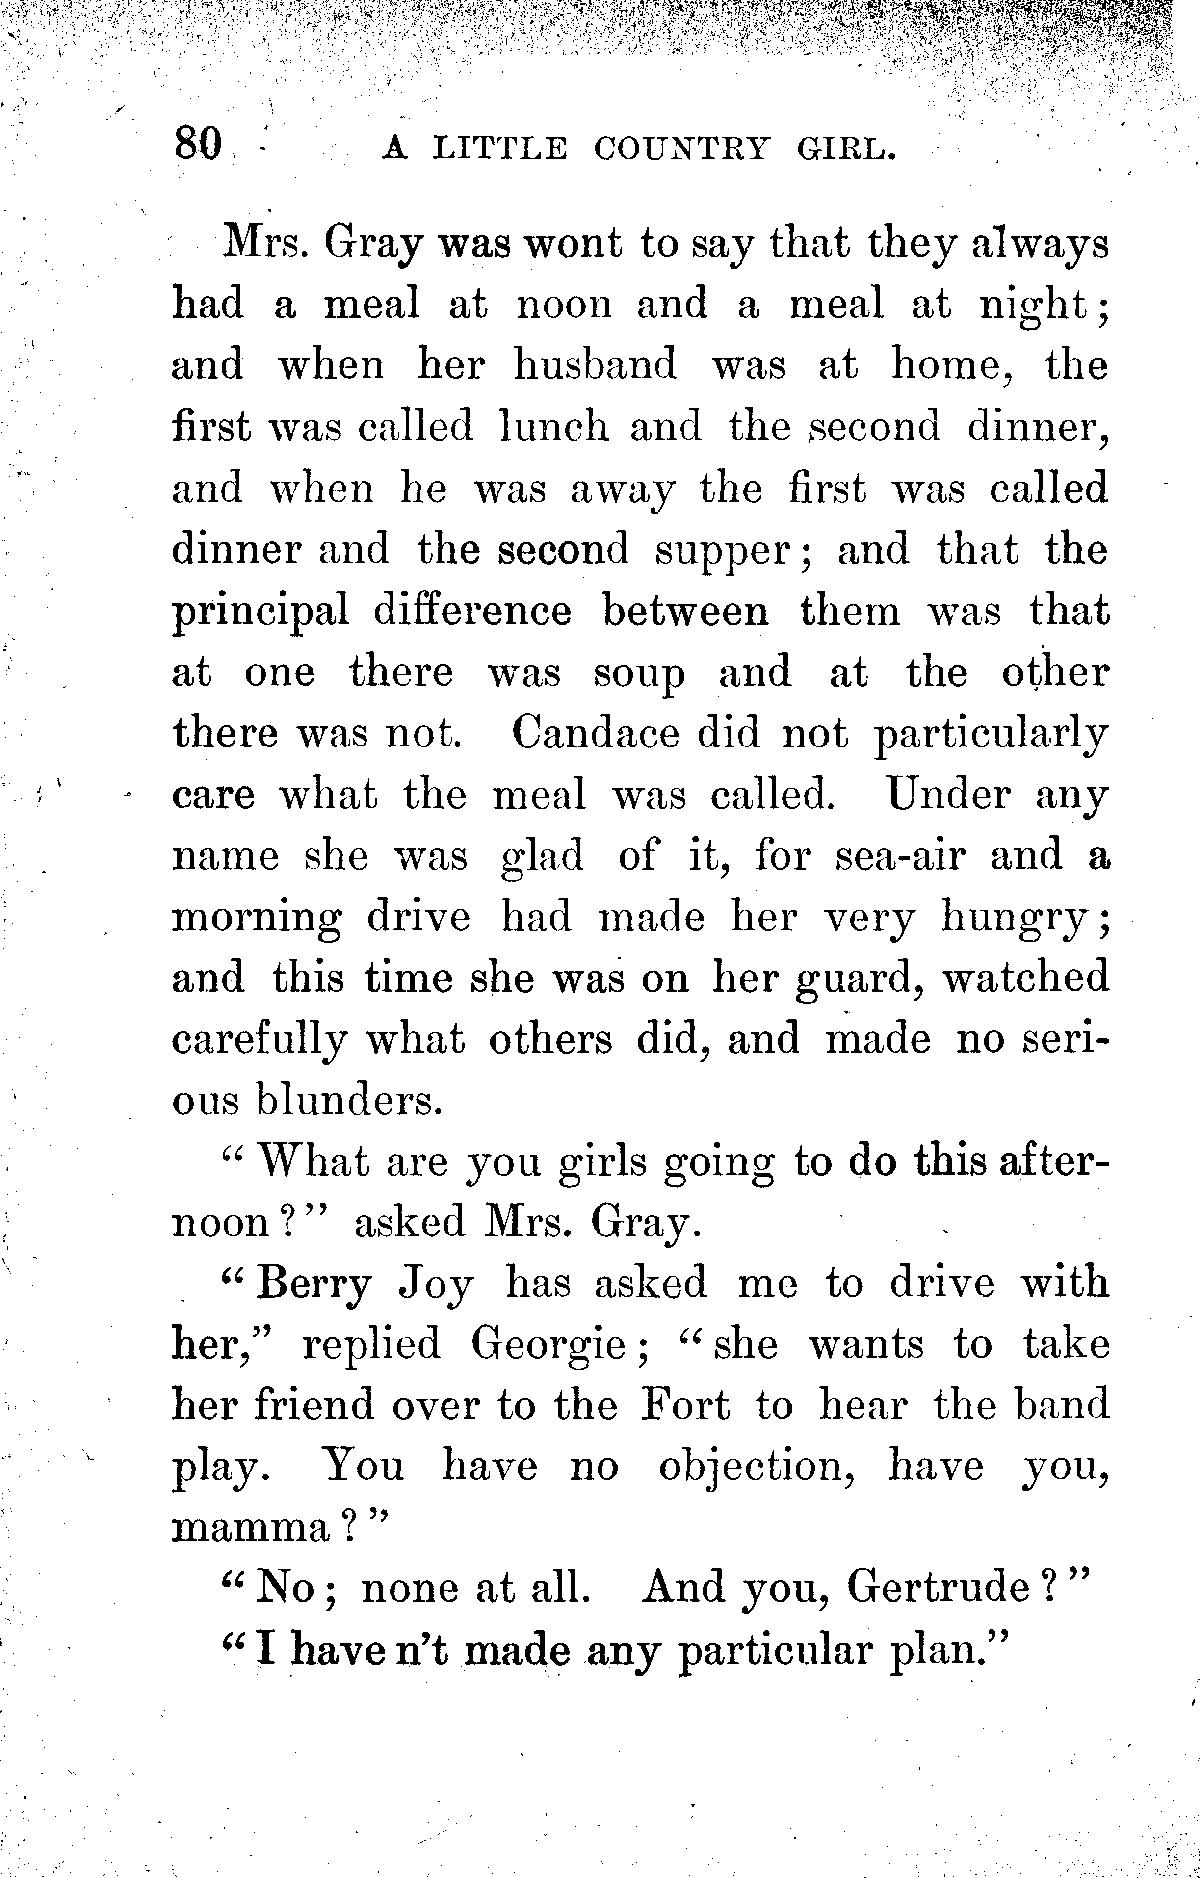 80 A LITTLE COUNTRY GIRL.
Mrs. Gray was wont to say that they always
had a meal at noon and a meal at night;
and when her husband was at home, the
first was called lunch and the second dinner,
and when he was away the first was called
dinner and the second supper; and that the
principal difference between them was that
at one there was soup and at the other
there was not. Candace did not particularly
care what the meal was called. Under any
name she was glad of it, for sea-air and a
morning drive had made her very hungry;
and this time she was on her guard, watched
carefully what others did, and made no seri-
ous blunders.
“What are you girls going to do this after-
noon?” asked Mrs. Gray.
“Berry Joy has asked me to drive with
her,” replied Georgie; “she wants to take
her friend over to the Fort to hear the band
play. You have no objection, have you,
mamma?”
“No; none at all. And you, Gertrude?”
“I have n’t made any particular plan.”